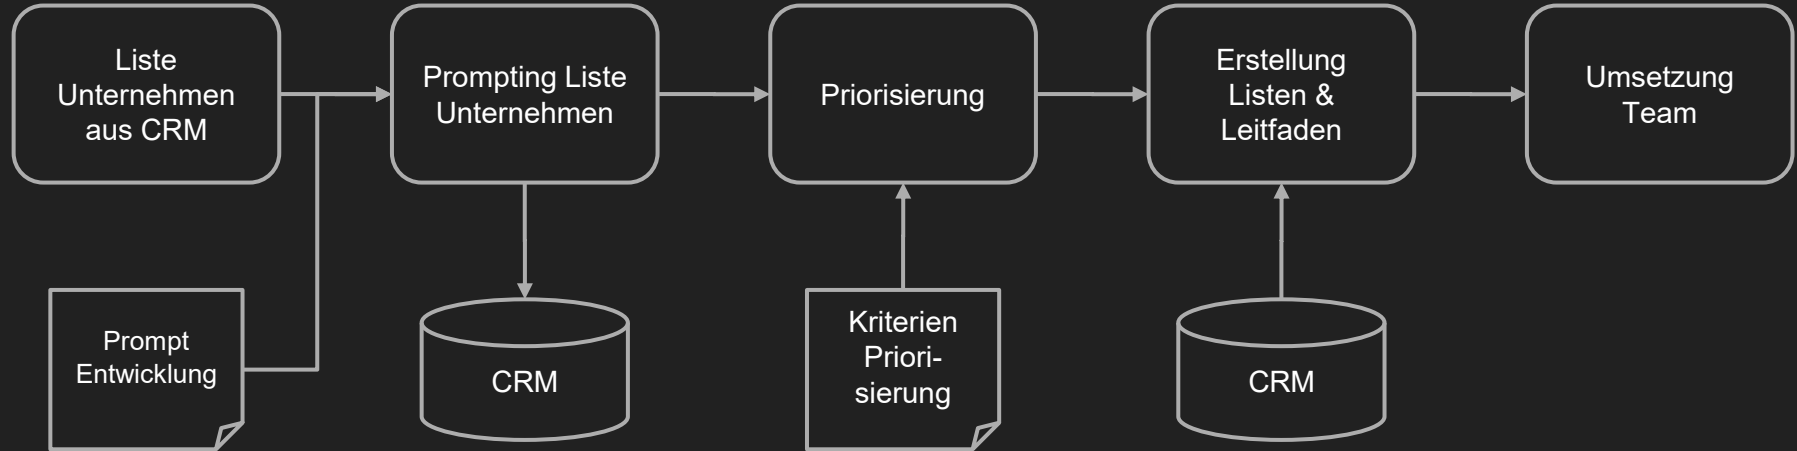 Liste
Unternehmen
aus CRM
Prompting Liste
Unternehmen
Priorisierung
Erstellung
Listen &
Leitfaden
Umsetzung
Team
Prompt
Entwicklung
CRM
Kriterien
Priori-
sierung
CRM